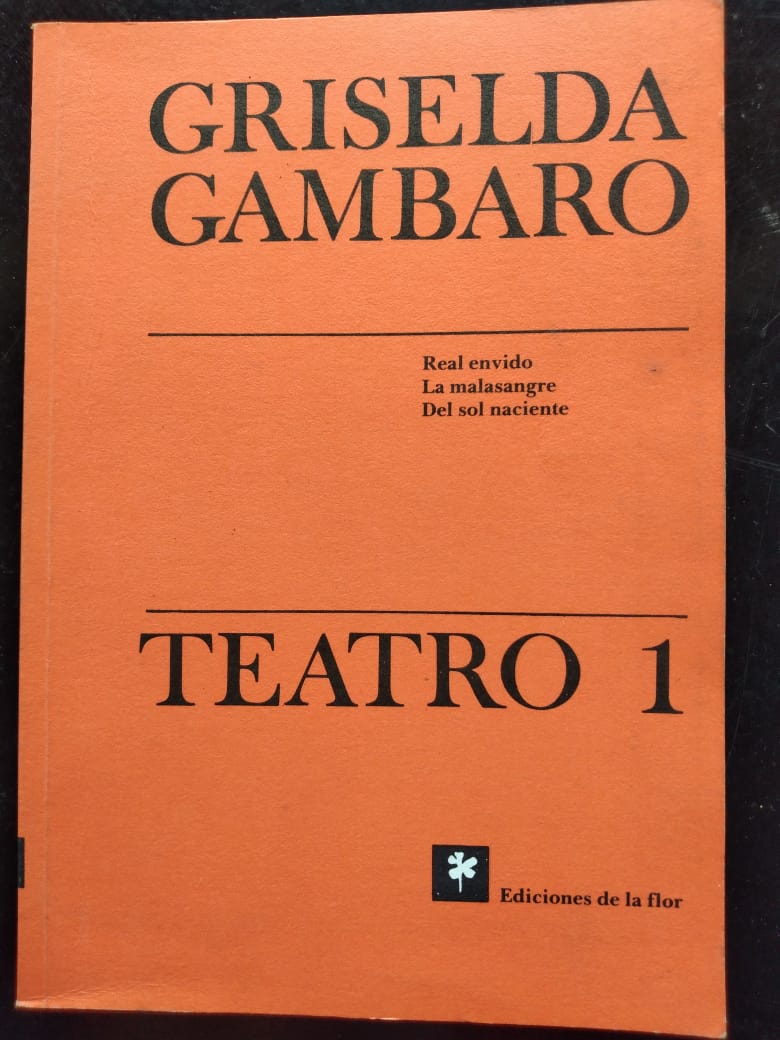 GRISELDA
GAMBARO
Real envido
La malasangre
Del sol naciente
TEATRO 1
Ediciones de la flor